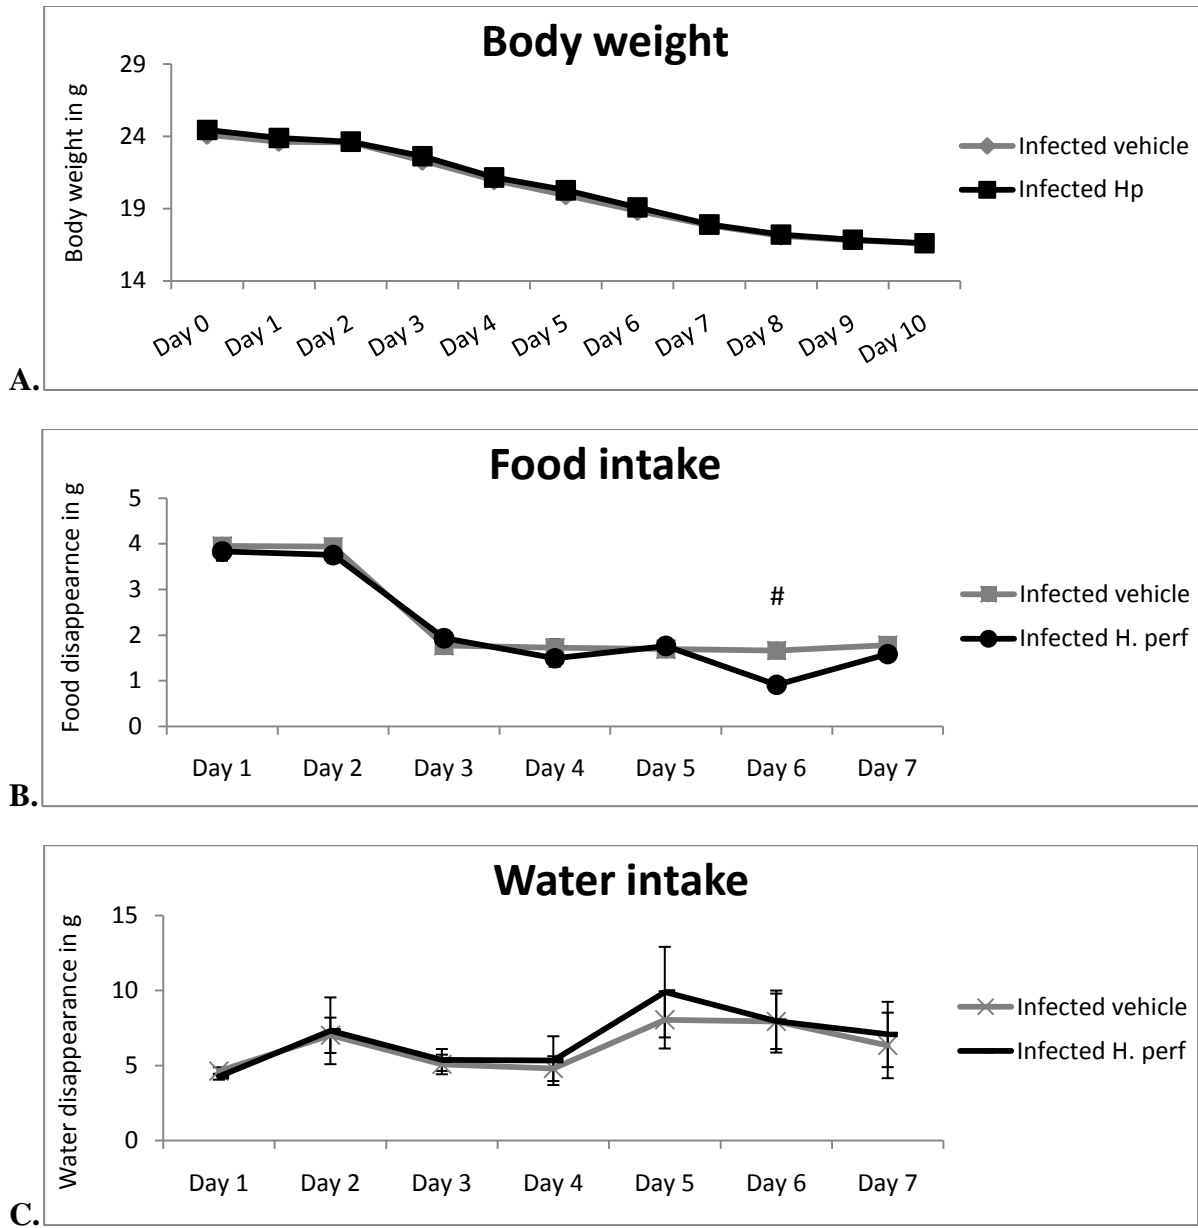 Body weight
Body weight in g
29
24
19
14
Day 0 Day 1 Day 2 Day 3 Day 4 Day 5 Day 6 Day 7 Day 8 Day 9 Day 10
Infected vehicle
Infected Hp
A.
Food intake
Food disappearnce in g
5
4
3
2
1
0
#
Day 1 Day 2 Day 3 Day 4 Day 5 Day 6 Day 7
Infected vehicle
Infected H. perf
B.
Water intake
Water disappearance in g
15
10
5
0
Day 1 Day 2 Day 3 Day 4 Day 5 Day 6 Day 7
Infected vehicle
Infected H. perf
C.